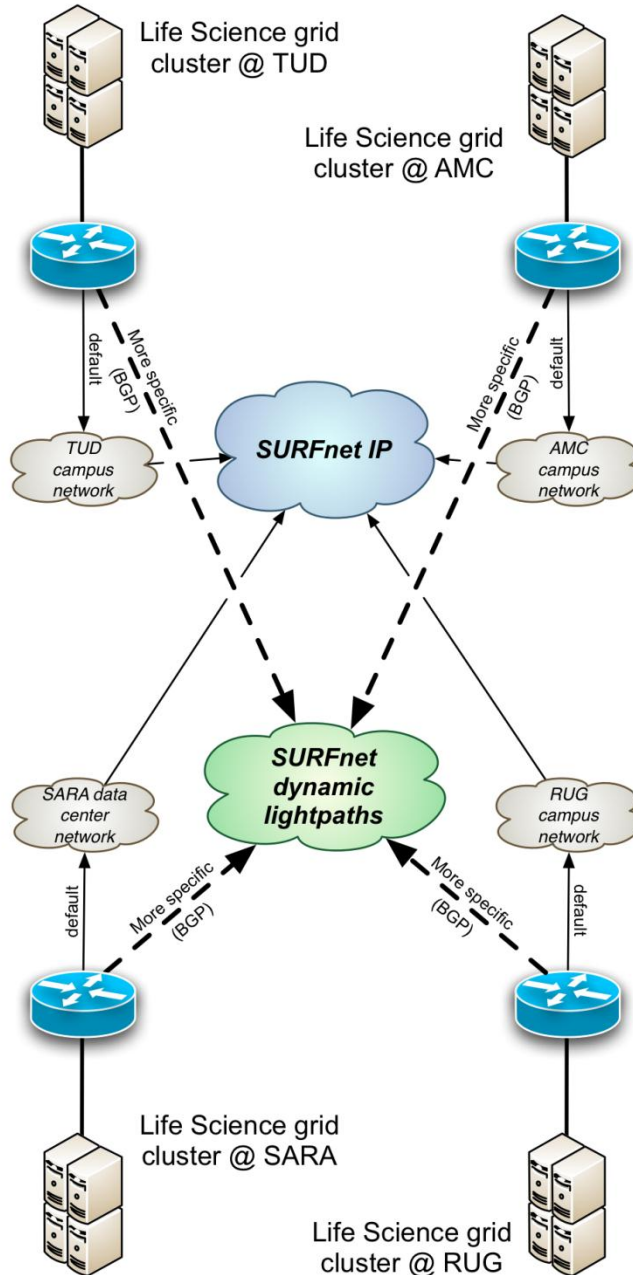 Life Science grid
cluster @ TUD
Life Science grid
cluster @ AMC
default
More specific
(BGP)
More specific
(BGP)
default
TUD
campus
network
SURFnet IP
AMC
campus
network
SURFnet
dynamic
lightpaths
SARA data
center
network
RUG
campus
network
default
More specific
(BGP)
More specific
(BGP)
default
Life Science grid
cluster @ SARA
Life Science grid
cluster @ RUG